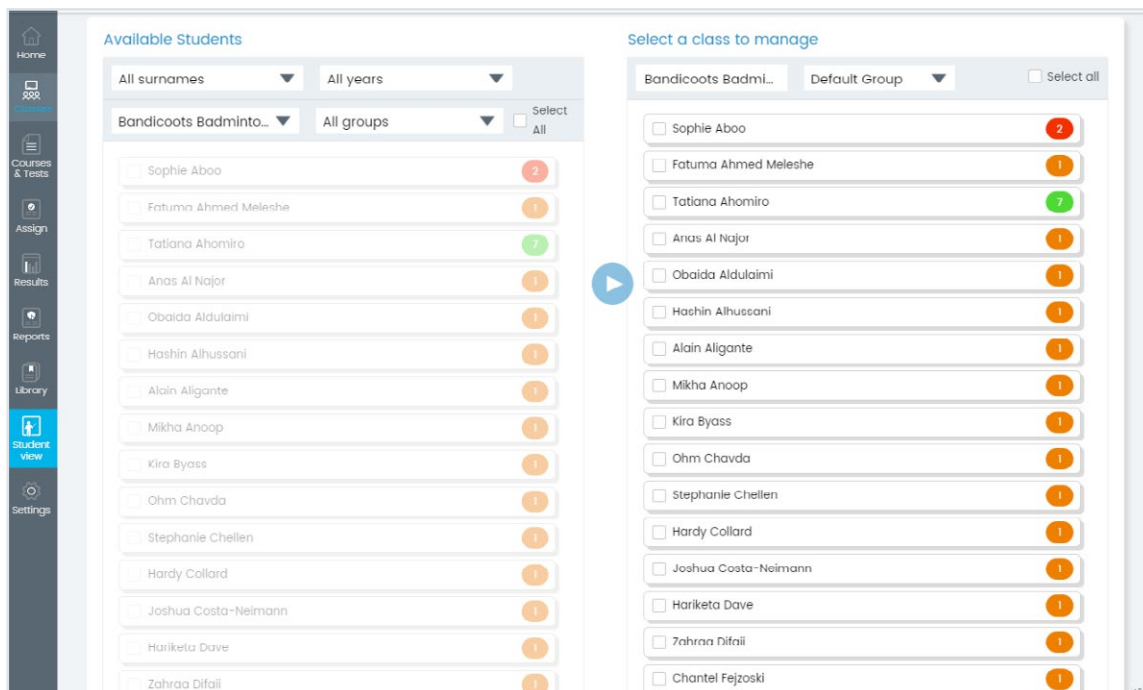 Home
Classes
Courses
& Tests
Assign
Results
Reports
Library
Student
view
Settings
Available Students
All surnames
All years
Bandicoots Badminto...
All groups
Select
All
Sophie Aboo 2
Fatuma Ahmed Meleshe 1
Tatiana Ahomiro 7
Anas Al Najor 1
Obaida Aldulaimi 1
Hashin Alhussani 1
Alain Aligante 1
Mikha Anoop 1
Kira Byass 1
Ohm Chavda 1
Stephanie Chellen 1
Hardy Collard 1
Joshua Costa-Neimann 1
Hariketa Dave 1
Zahraa Difaii 1
Select a class to manage
Bandicoots Badmi...
Default Group
Select all
Sophie Aboo 2
Fatuma Ahmed Meleshe 1
Tatiana Ahomiro 7
Anas Al Najor 1
Obaida Aldulaimi 1
Hashin Alhussani 1
Alain Aligante 1
Mikha Anoop 1
Kira Byass 1
Ohm Chavda 1
Stephanie Chellen 1
Hardy Collard 1
Joshua Costa-Neimann 1
Hariketa Dave 1
Zahraa Difaii 1
Chantel Fejzoski 1